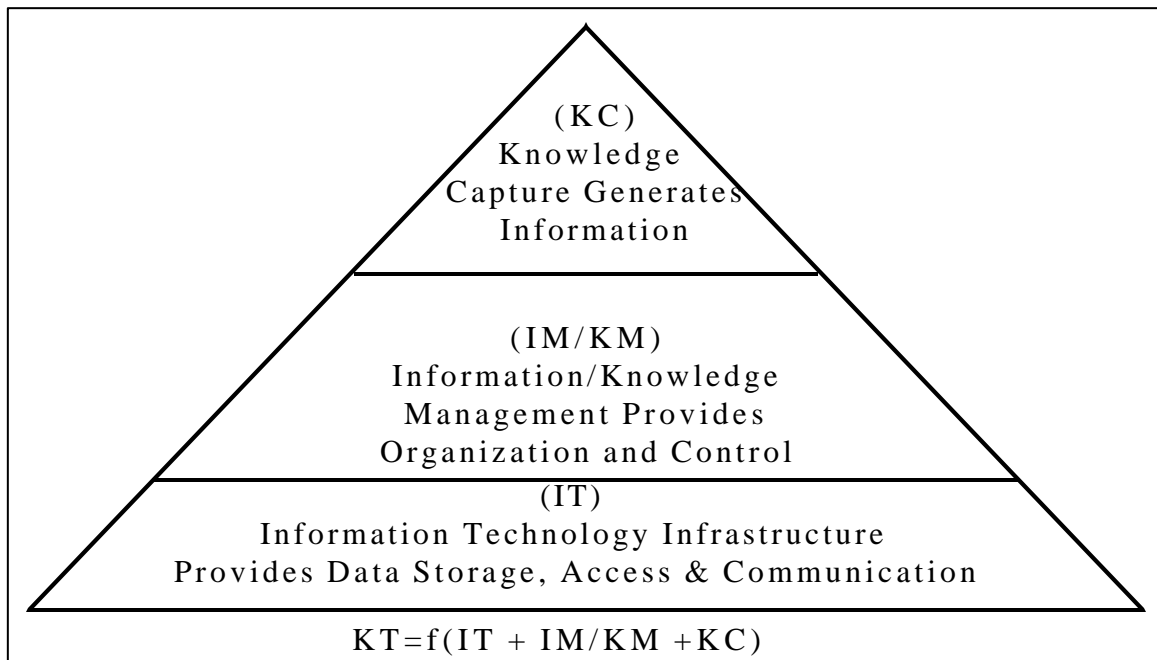 (KC)
Knowledge
Capture Generates
Information
(IM/KM)
Information/Knowledge
Management Provides
Organization and Control
(IT)
Information Technology Infrastructure
Provides Data Storage, Access & Communication
KT=f(IT + IM/KM +KC)